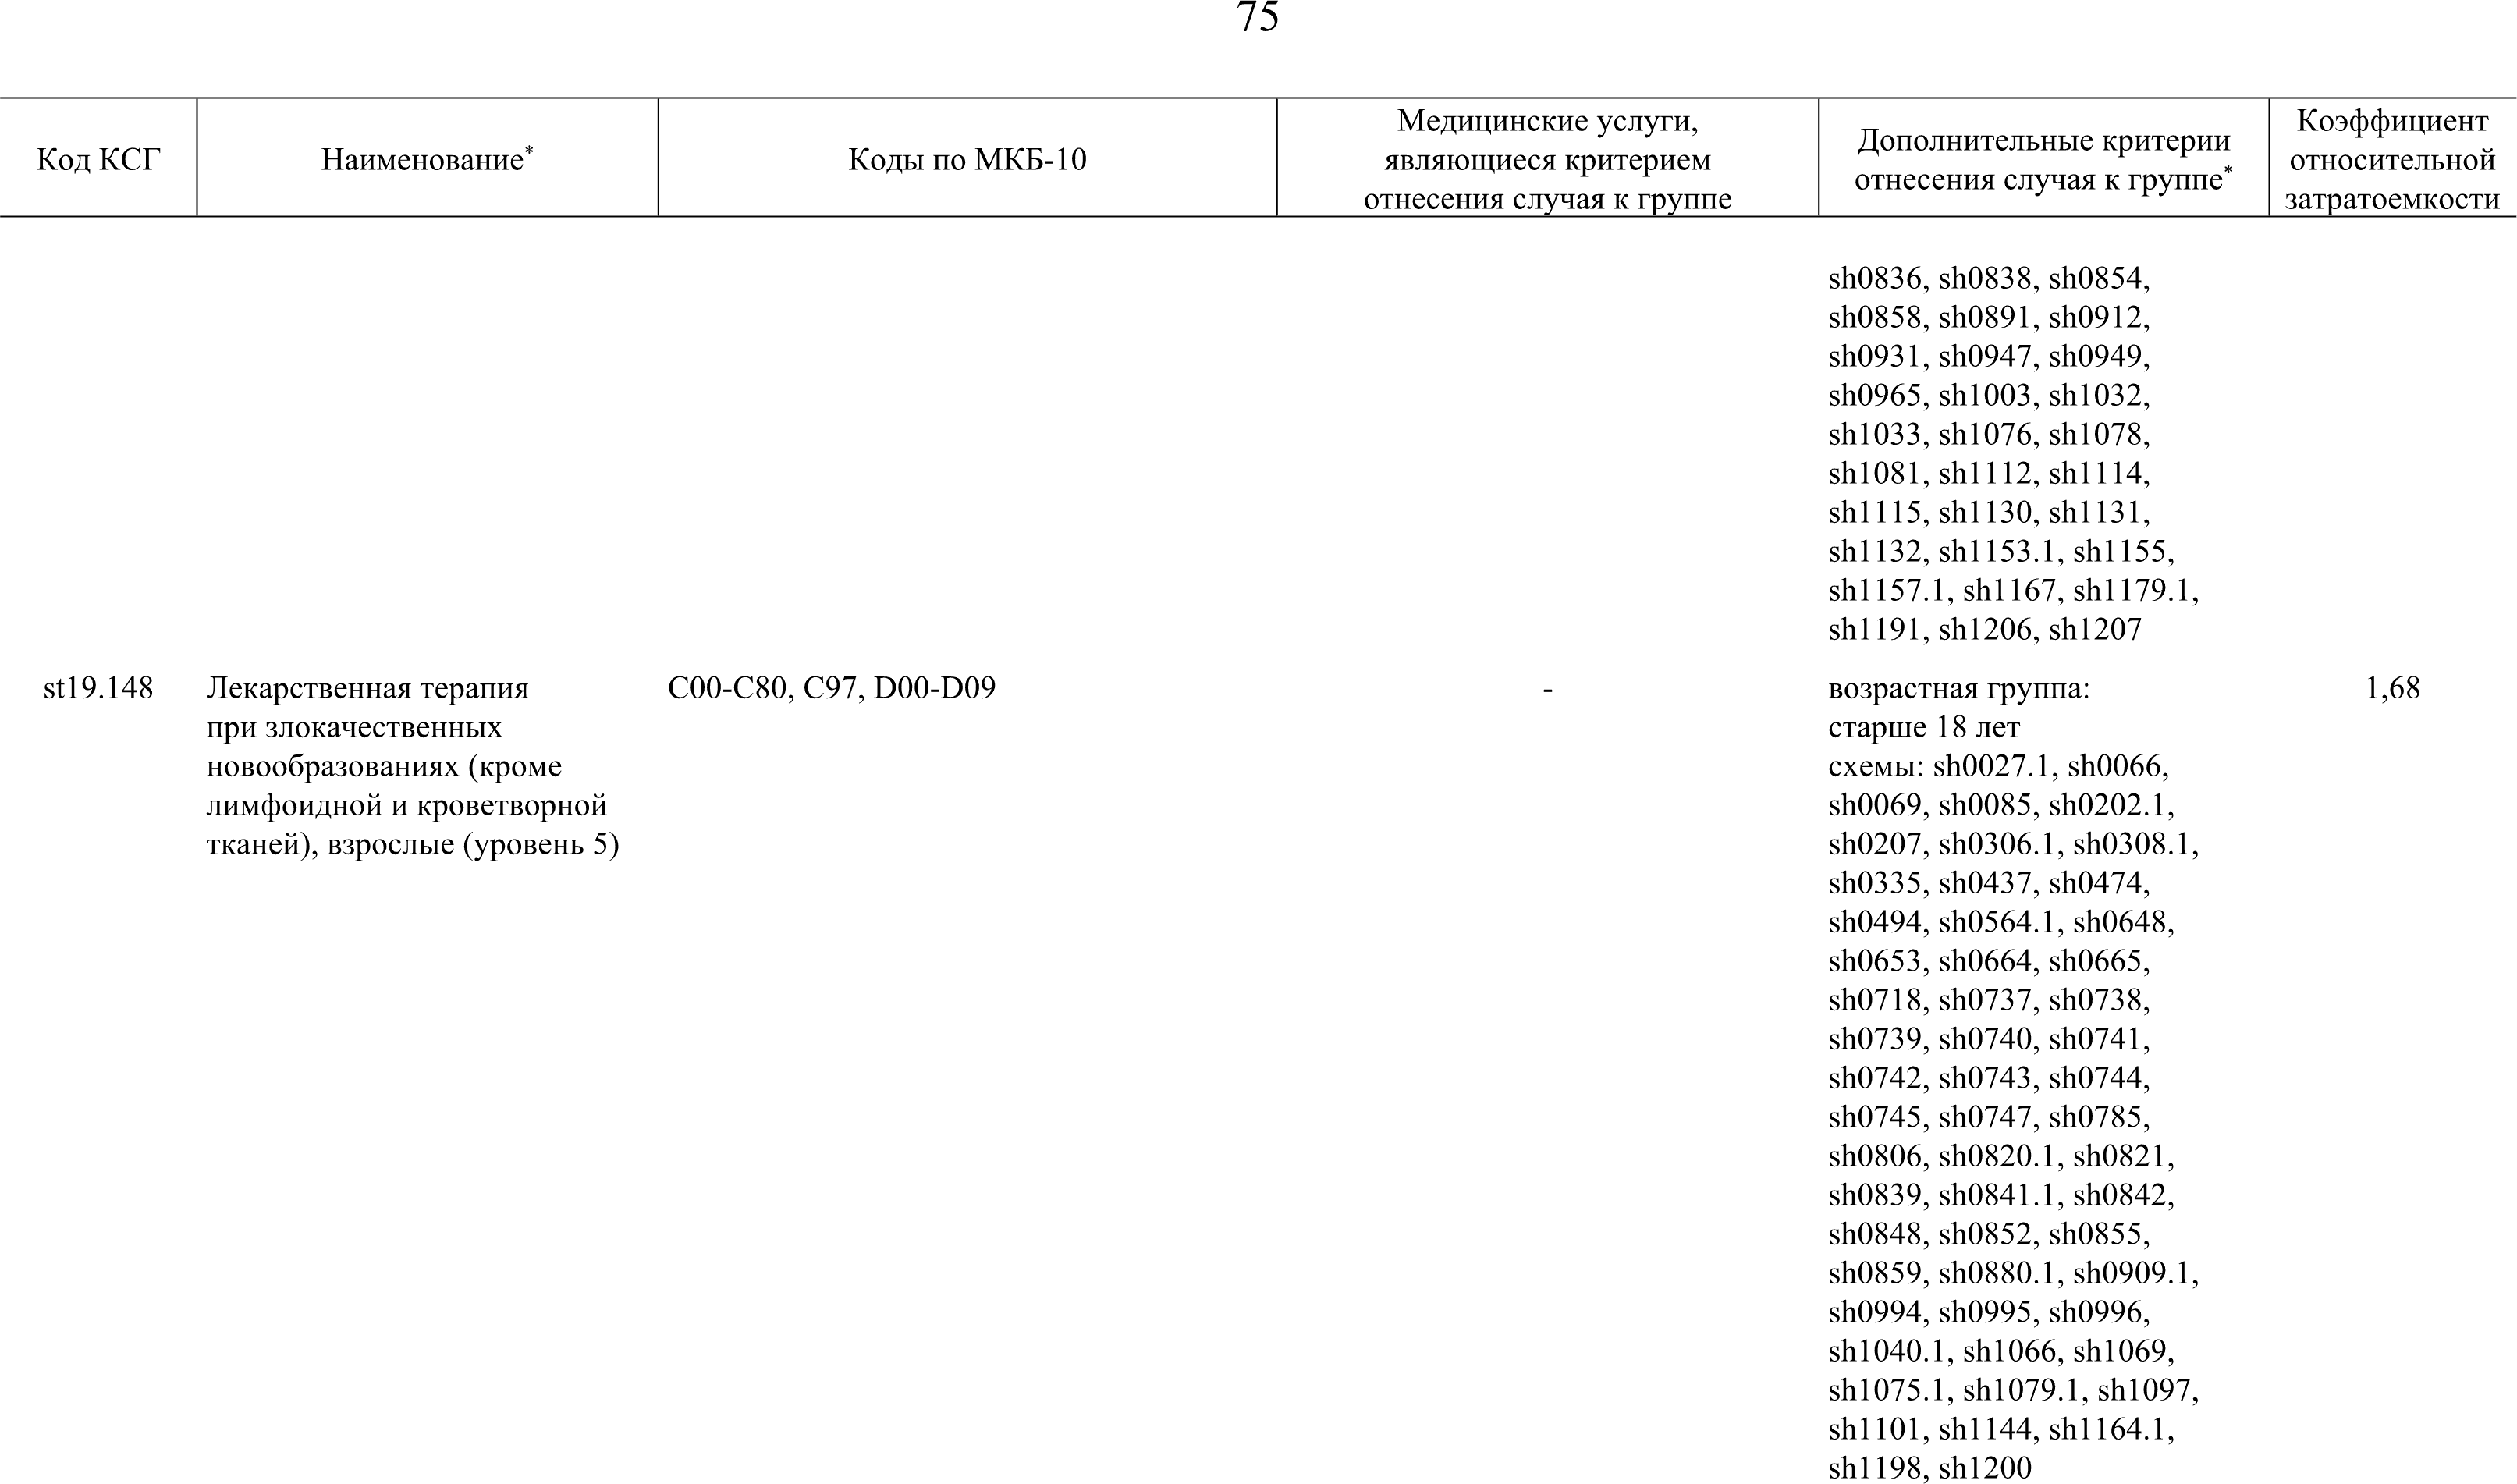 75
Код КСГ
Наименование*
Коды по МКБ-10
Медицинские услуги,
являющиеся критерием
отнесения случая к группе
Дополнительные критерии
отнесения случая к группе*
Коэффициент
относительной
затратоемкости
sh0836, sh0838, sh0854,
sh0858, sh0891, sh0912,
sh0931, sh0947, sh0949,
sh0965, sh1003, sh1032,
sh1033, sh1076, sh1078,
sh1081, sh1112, sh1114,
sh1115, sh1130, sh1131,
sh1132, sh1153.1, sh1155,
sh1157.1, sh1167, sh1179.1,
sh1191, sh1206, sh1207
st19.148
Лекарственная терапия
при злокачественных
новообразованиях (кроме
лимфоидной и кроветворной
тканей), взрослые (уровень 5)
C00-C80, C97, D00-D09
-
возрастная группа:
старше 18 лет
схемы: sh0027.1, sh0066,
sh0069, sh0085, sh0202.1,
sh0207, sh0306.1, sh0308.1,
sh0335, sh0437, sh0474,
sh0494, sh0564.1, sh0648,
sh0653, sh0664, sh0665,
sh0718, sh0737, sh0738,
sh0739, sh0740, sh0741,
sh0742, sh0743, sh0744,
sh0745, sh0747, sh0785,
sh0806, sh0820.1, sh0821,
sh0839, sh0841.1, sh0842,
sh0848, sh0852, sh0855,
sh0859, sh0880.1, sh0909.1,
sh0994, sh0995, sh0996,
sh1040.1, sh1066, sh1069,
sh1075.1, sh1079.1, sh1097,
sh1101, sh1144, sh1164.1,
sh1198, sh1200
1,68